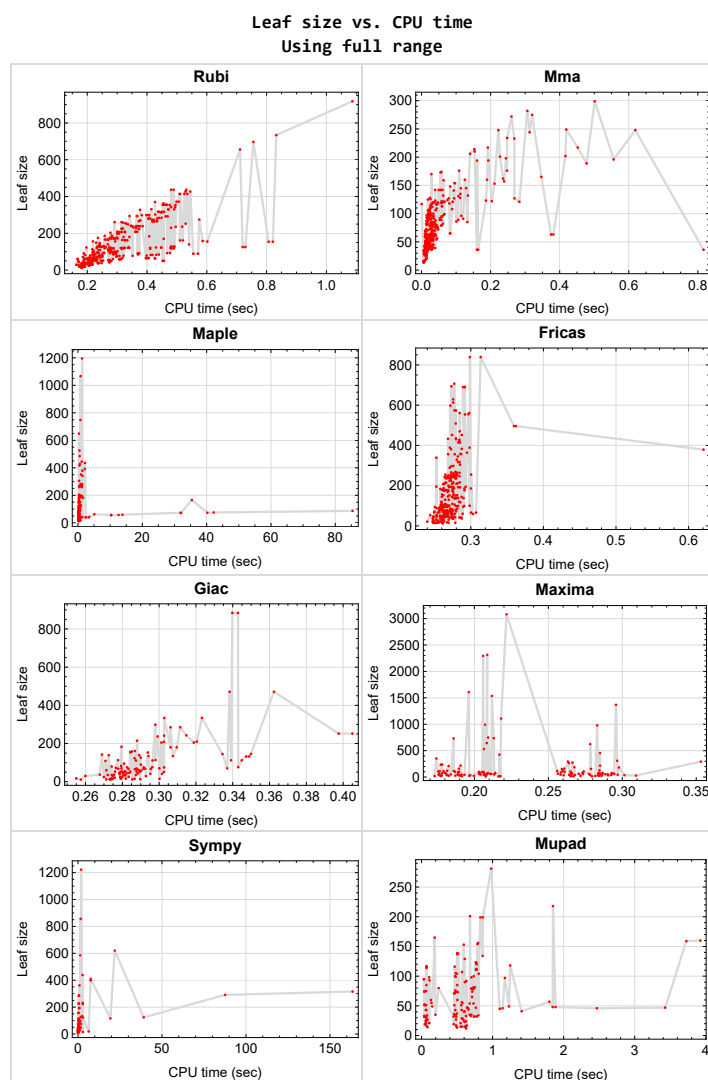 Leaf size vs. CPU time
Using full range
Rubi
Mma
Leaf size
800
600
400
200
0
0.2 0.4 0.6 0.8 1.0
CPU time (sec)
Leaf size
300
250
200
150
100
50
0
0.0 0.2 0.4 0.6 0.8
CPU time (sec)
Maple
Fricas
Leaf size
1200
1000
800
600
400
200
0
0 20 40 60 80
CPU time (sec)
Leaf size
800
600
400
200
0
0.3 0.4 0.5 0.6
CPU time (sec)
Giac
Maxima
Leaf size
800
600
400
200
0
0.26 0.28 0.30 0.32 0.34 0.36 0.38 0.40
CPU time (sec)
Leaf size
3000
2500
2000
1500
1000
500
0
0.20 0.25 0.30 0.35
CPU time (sec)
Sympy
Mupad
Leaf size
1200
1000
800
600
400
200
0
0 50 100 150
CPU time (sec)
Leaf size
250
200
150
100
50
0
0 1 2 3 4
CPU time (sec)